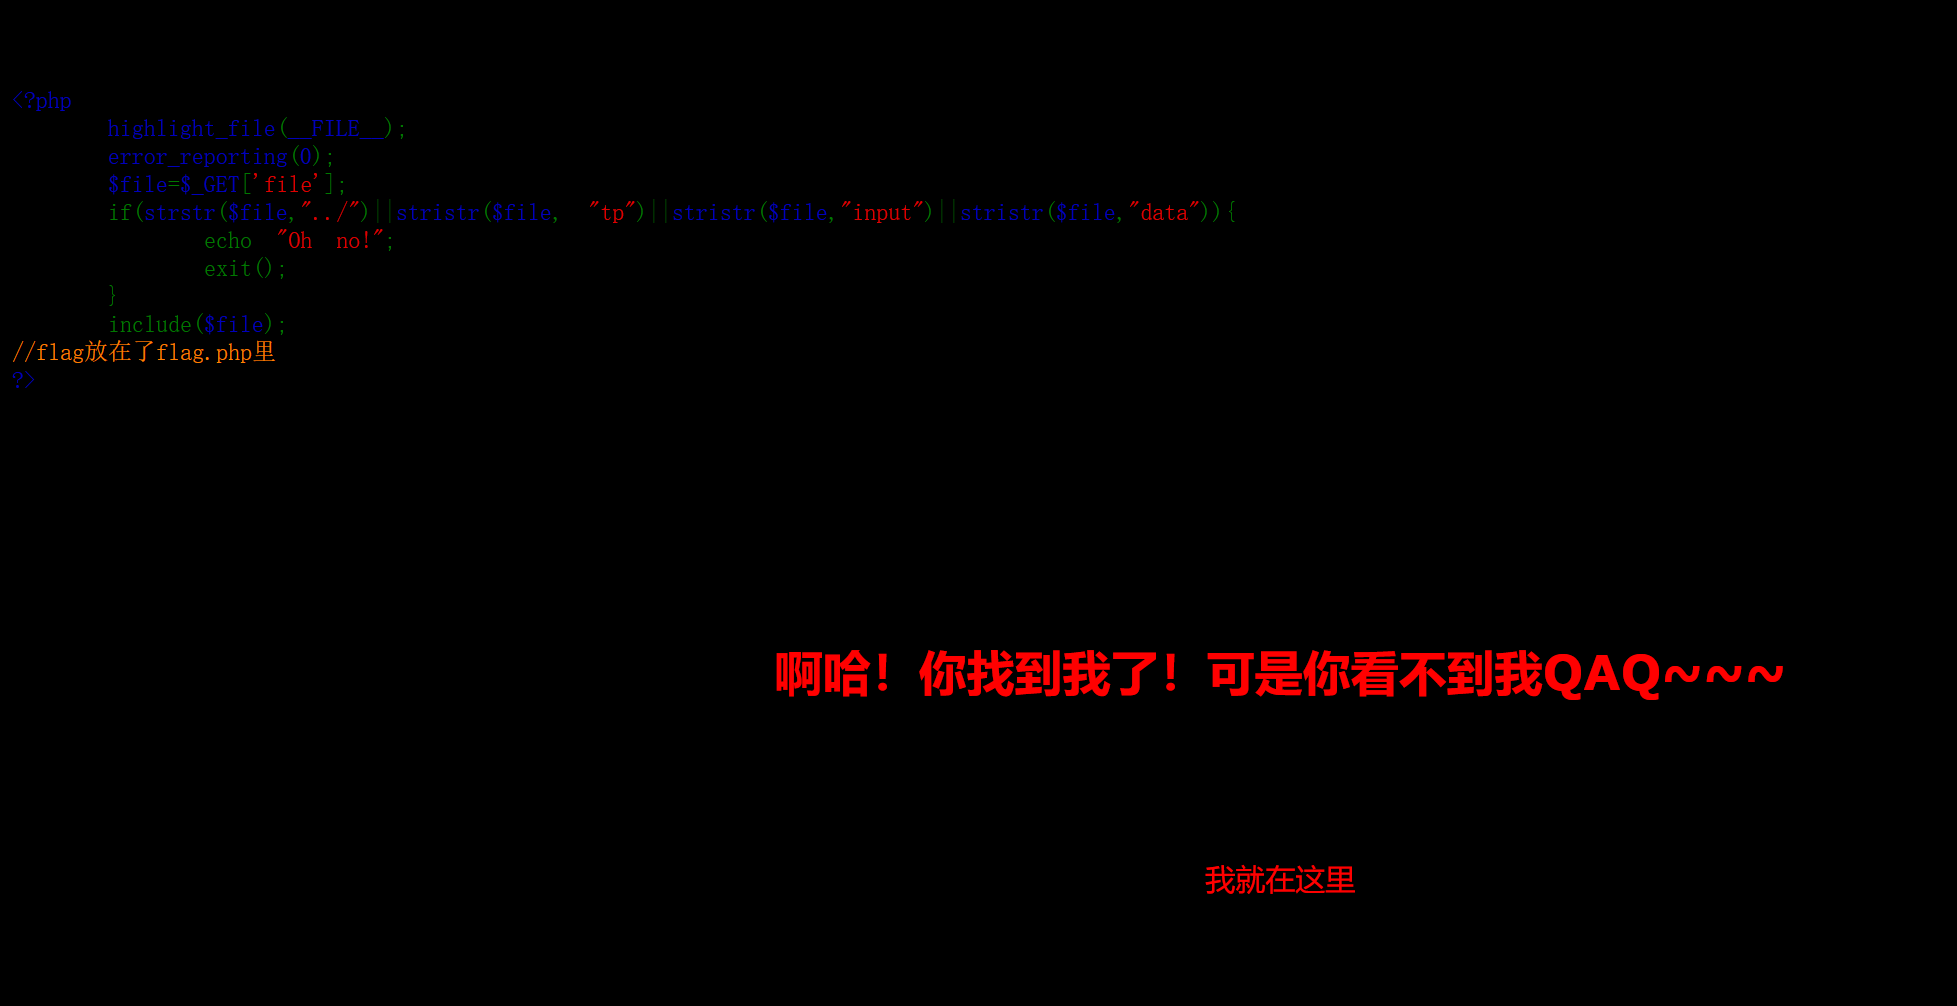 <?php
highlight_file(__FILE__);
error_reporting(0);
$file=$_GET['file'];
if(strstr($file,"../")||stristr($file, "tp")||stristr($file,"input")||stristr($file,"data")){
echo "Oh no!";
exit();
}
include($file);
//flag放在了flag.php里
?>
啊哈！你找到我了！可是你看不到我QAQ~~~
我就在这里